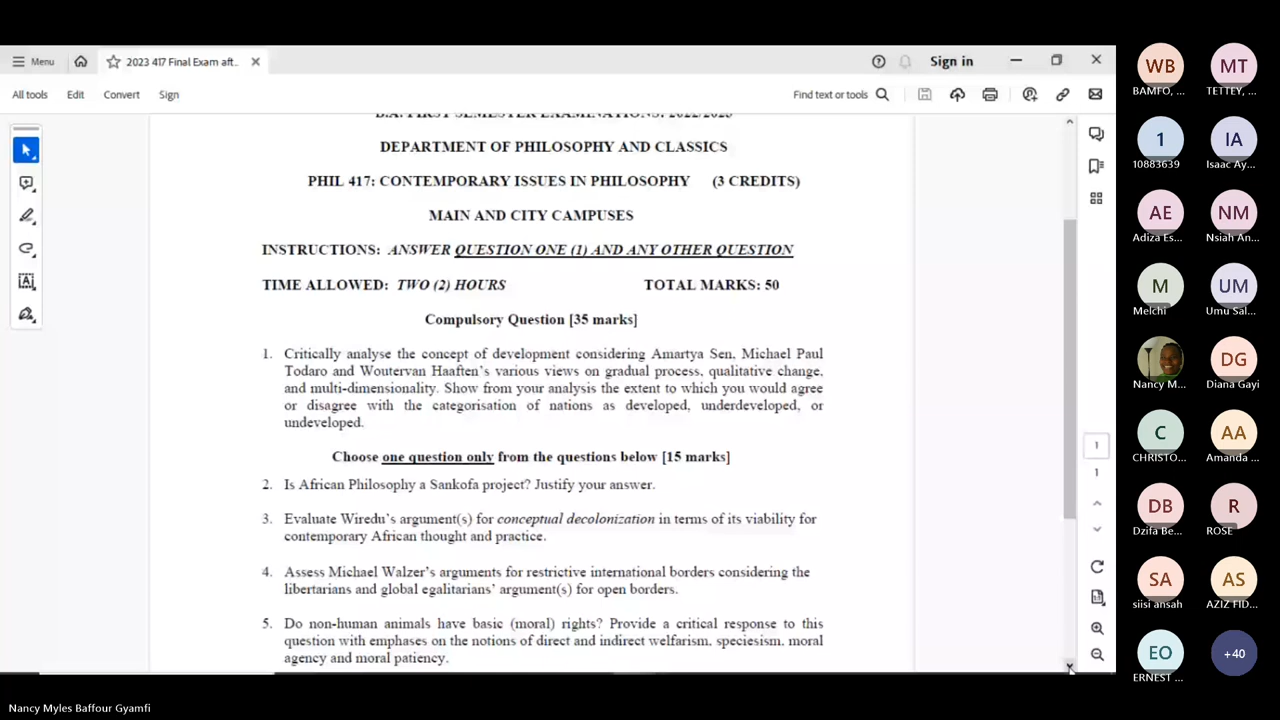 Menu
2023 417 Final Exam aft..
Sign in
All tools
Edit
Convert
Sign
Find text or tools
B.A. FIRST SEMESTER EXAMINATIONS: 2022/2023
DEPARTMENT OF PHILOSOPHY AND CLASSICS
PHIL 417: CONTEMPORARY ISSUES IN PHILOSOPHY (3 CREDITS)
MAIN AND CITY CAMPUSES
INSTRUCTIONS: ANSWER QUESTION ONE (1) AND ANY OTHER QUESTION
TIME ALLOWED: TWO (2) HOURS TOTAL MARKS: 50
Compulsory Question [35 marks]
1. Critically analyse the concept of development considering Amartya Sen, Michael Paul
Todaro and Woutervan Haaften's various views on gradual process, qualitative change,
and multi-dimensionality. Show from your analysis the extent to which you would agree
or disagree with the categorisation of nations as developed, underdeveloped, or
undeveloped.
Choose one question only from the questions below [15 marks]
2. Is African Philosophy a Sankofa project? Justify your answer.
3. Evaluate Wiredu's argument(s) for conceptual decolonization in terms of its viability for
contemporary African thought and practice.
4. Assess Michael Walzer's arguments for restrictive international borders considering the
libertarians and global egalitarians' argument(s) for open borders.
5. Do non-human animals have basic (moral) rights? Provide a critical response to this
question with emphases on the notions of direct and indirect welfarism, speciesism, moral
agency and moral patiency.
1
1
WB
BAMFO, ...
MT
TETTEY, ...
1
10883639
IA
Isaac Ay...
AE
Adiza Es...
NM
Nsiah An...
M
Melchi
UM
Umu Sal...
Nancy M...
DG
Diana Gayi
C
CHRISTO...
AA
Amanda ...
DB
Dzifa Be...
R
ROSE
SA
siisi ansah
AS
AZIZ FID...
EO
ERNEST ...
+40
Nancy Myles Baffour Gyamfi